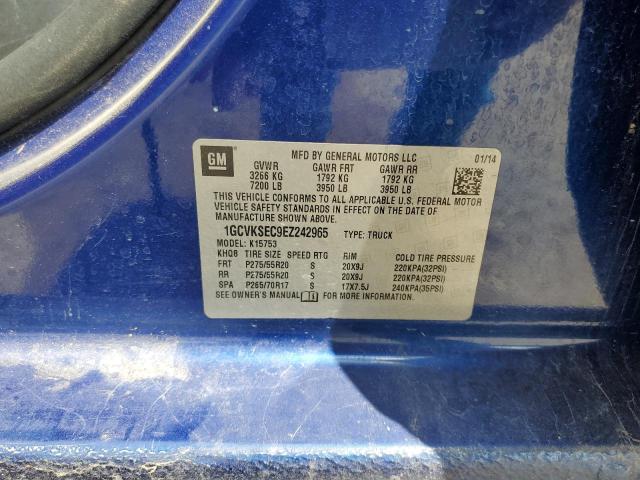 GM
MFD BY GENERAL MOTORS LLC 01/14
GVWR GAWR FRT GAWR RR
3266 KG 1792 KG 1792 KG
7200 LB 3950 LB 3950 LB
THIS VEHICLE CONFORMS TO ALL APPLICABLE U.S. FEDERAL MOTOR
VEHICLE SAFETY STANDARDS IN EFFECT ON THE DATE OF
MANUFACTURE SHOWN ABOVE.
1GCVKSEC9EZ242965 TYPE: TRUCK
MODEL: K15753
KHQB TIRE SIZE SPEED RTG RIM COLD TIRE PRESSURE
FRT P275/55R20 S 20X9J 220KPA(32PSI)
RR P275/55R20 S 20X9J 220KPA(32PSI)
SPA P265/70R17 S 17X7.5J 240KPA(35PSI)
SEE OWNER'S MANUAL FOR MORE INFORMATION.